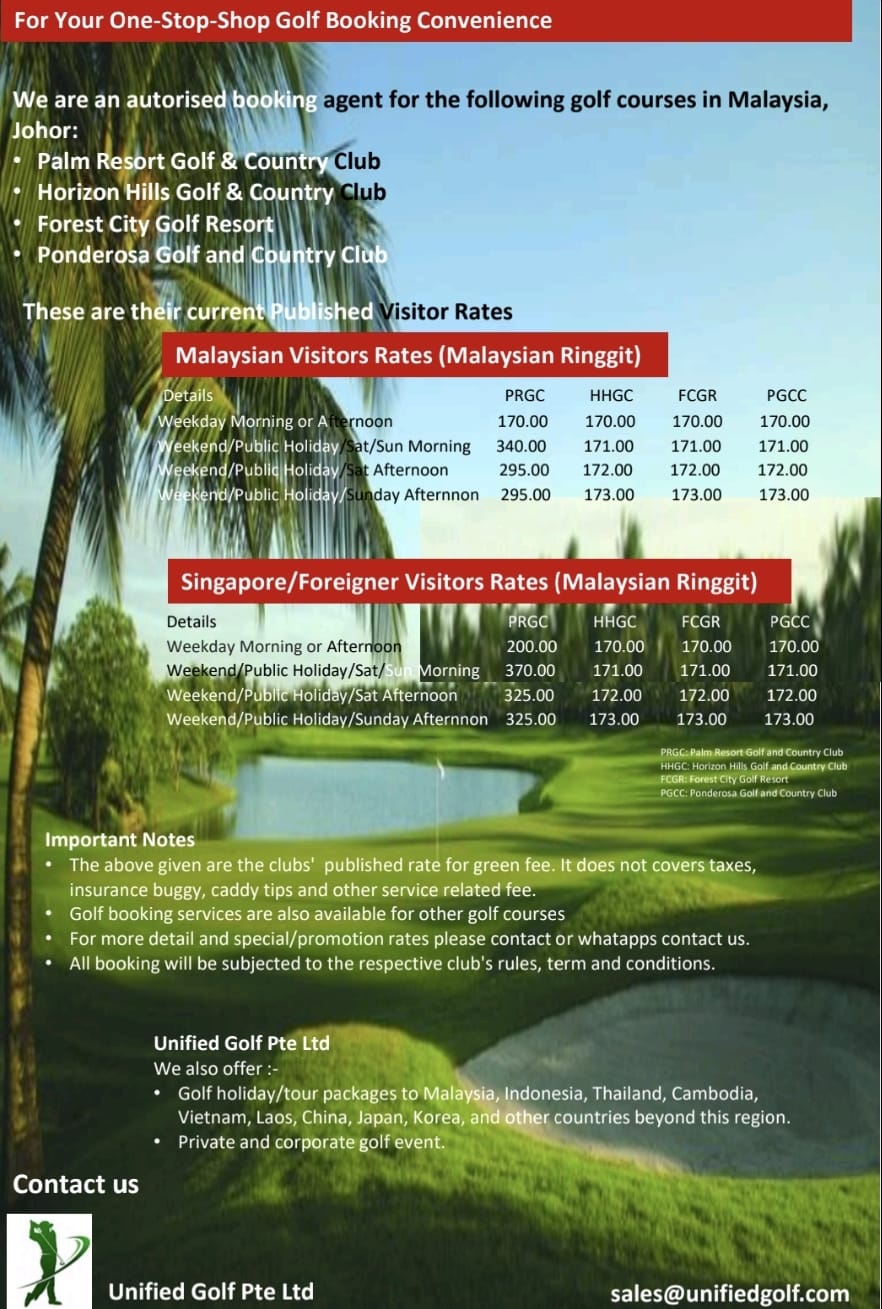 For Your One-Stop-Shop Golf Booking Convenience
We are an autorised booking agent for the following golf courses in Malaysia,
Johor:
• Palm Resort Golf & Country Club
• Horizon Hills Golf & Country Club
• Forest City Golf Resort
• Ponderosa Golf and Country Club
These are their current Published Visitor Rates
Malaysian Visitors Rates (Malaysian Ringgit)
Details PRGC HHGC FCGR PGCC
Weekday Morning or Afternoon 170.00 170.00 170.00 170.00
Weekend/Public Holiday/Sat/Sun Morning 340.00 171.00 171.00 171.00
Weekend/Public Holiday/Sat Afternoon 295.00 172.00 172.00 172.00
Weekend/Public Holiday/Sunday Afternnon 295.00 173.00 173.00 173.00
Singapore/Foreigner Visitors Rates (Malaysian Ringgit)
Details PRGC HHGC FCGR PGCC
Weekday Morning or Afternoon 200.00 170.00 170.00 170.00
Weekend/Public Holiday/Sat/Sun Morning 370.00 171.00 171.00 171.00
Weekend/Public Holiday/Sat Afternoon 325.00 172.00 172.00 172.00
Weekend/Public Holiday/Sunday Afternnon 325.00 173.00 173.00 173.00
PRGC: Palm Resort Golf and Country Club
HHGC: Horizon Hills Golf and Country Club
FCGR: Forest City Golf Resort
PGCC: Ponderosa Golf and Country Club
Important Notes
• The above given are the clubs' published rate for green fee. It does not covers taxes,
insurance buggy, caddy tips and other service related fee.
• Golf booking services are also available for other golf courses
• For more detail and special/promotion rates please contact or whatapps contact us.
• All booking will be subjected to the respective club's rules, term and conditions.
Unified Golf Pte Ltd
We also offer :-
• Golf holiday/tour packages to Malaysia, Indonesia, Thailand, Cambodia,
Vietnam, Laos, China, Japan, Korea, and other countries beyond this region.
• Private and corporate golf event.
Contact us
Unified Golf Pte Ltd
sales@unifiedgolf.com